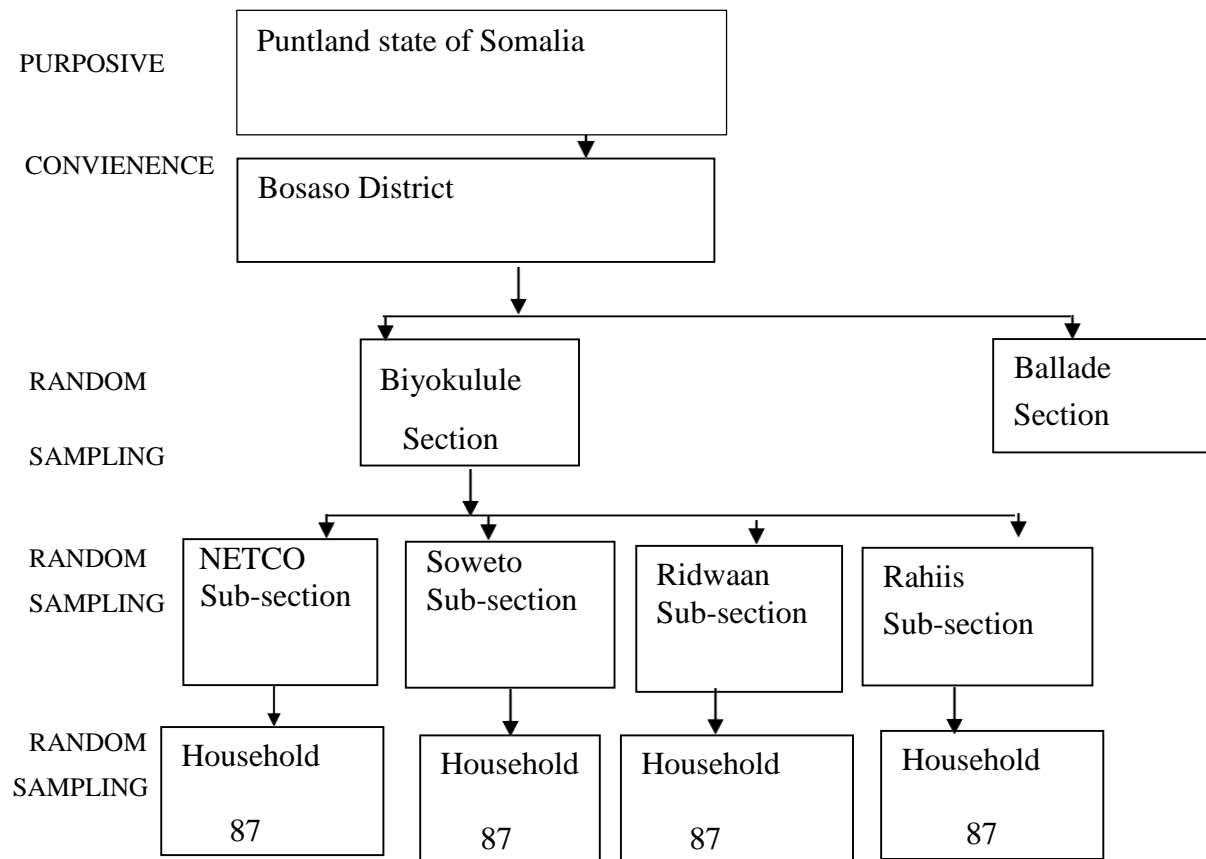 Puntland state of Somalia
PURPOSIVE
CONVIENENCE
Bosaso District
RANDOM
SAMPLING
Biyokulule
Section
Ballade
Section
RANDOM
SAMPLING
NETCO
Sub-section
Soweto
Sub-section
Ridwaan
Sub-section
Rahiis
Sub-section
RANDOM
SAMPLING
Household
87
Household
87
Household
87
Household
87